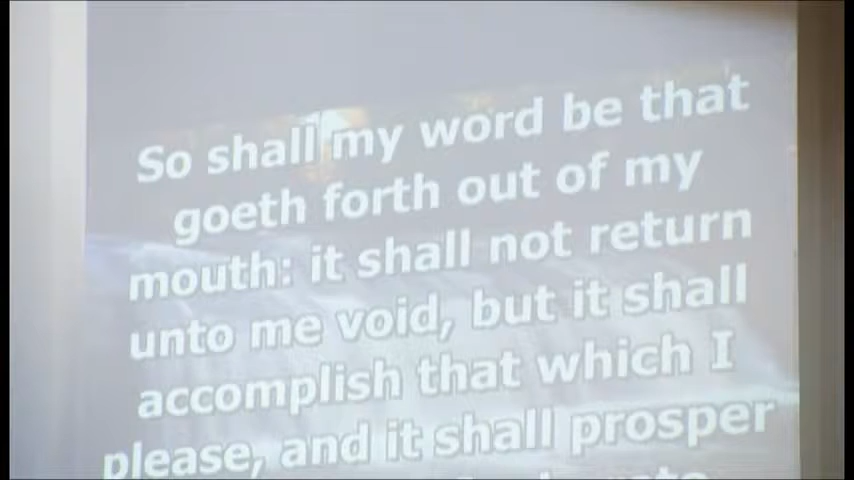 So shall my word be that
goeth forth out of my
mouth: it shall not return
unto me void, but it shall
accomplish that which I
please, and it shall prosper